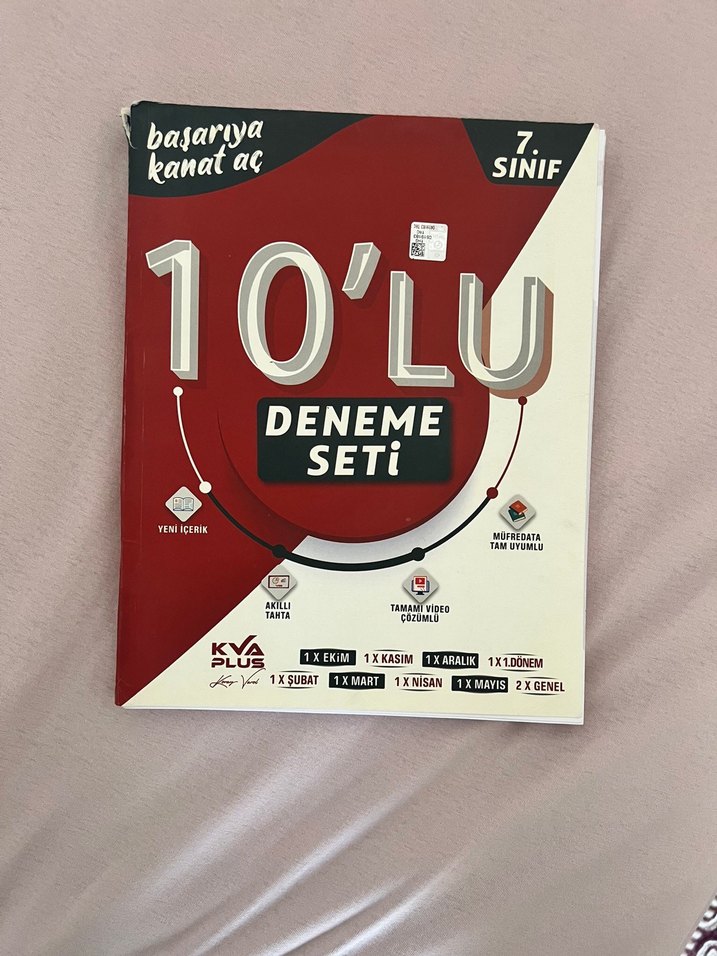 başarıya
kanat aç
7.
SINIF
10'LU
DENEME
SETİ
YENİ İÇERİK
AKILLI
TAHTA
TAMAMI VİDEO
ÇÖZÜMLÜ
MÜFREDATA
TAM UYUMLU
KVA
PLUS
1 X EKİM 1 X KASIM 1 X ARALIK 1 X 1.DÖNEM
1 X ŞUBAT 1 X MART 1 X NİSAN 1 X MAYIS 2 X GENEL